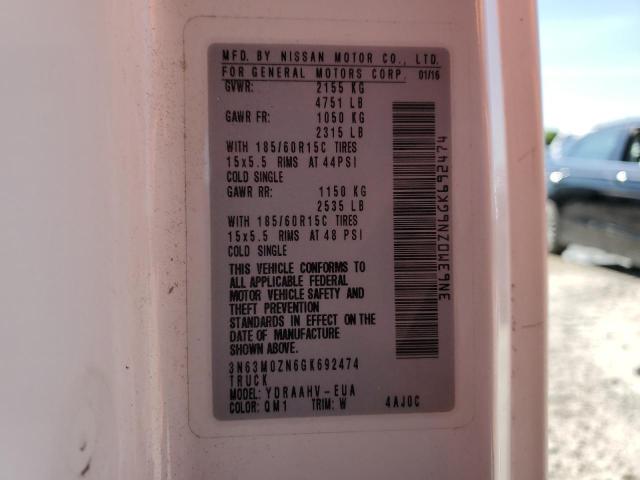 MFD. BY NISSAN MOTOR CO., LTD.
FOR GENERAL MOTORS CORP. 01/16
GVWR: 2155 KG
4751 LB
GAWR FR: 1050 KG
2315 LB
WITH 185/60R15C TIRES
15x5.5 RIMS AT 44PSI
COLD SINGLE
GAWR RR: 1150 KG
2535 LB
WITH 185/60R15C TIRES
15x5.5 RIMS AT 48 PSI
COLD SINGLE
THIS VEHICLE CONFORMS TO
ALL APPLICABLE FEDERAL
MOTOR VEHICLE SAFETY AND
THEFT PREVENTION
STANDARDS IN EFFECT ON THE
DATE OF MANUFACTURE
SHOWN ABOVE.
3N63M0ZN6GK692474
TRUCK
MODEL: YDRAAHV-EUA
COLOR: QM1 TRIM: W 4AJ0C
3N63M0ZN6GK692474